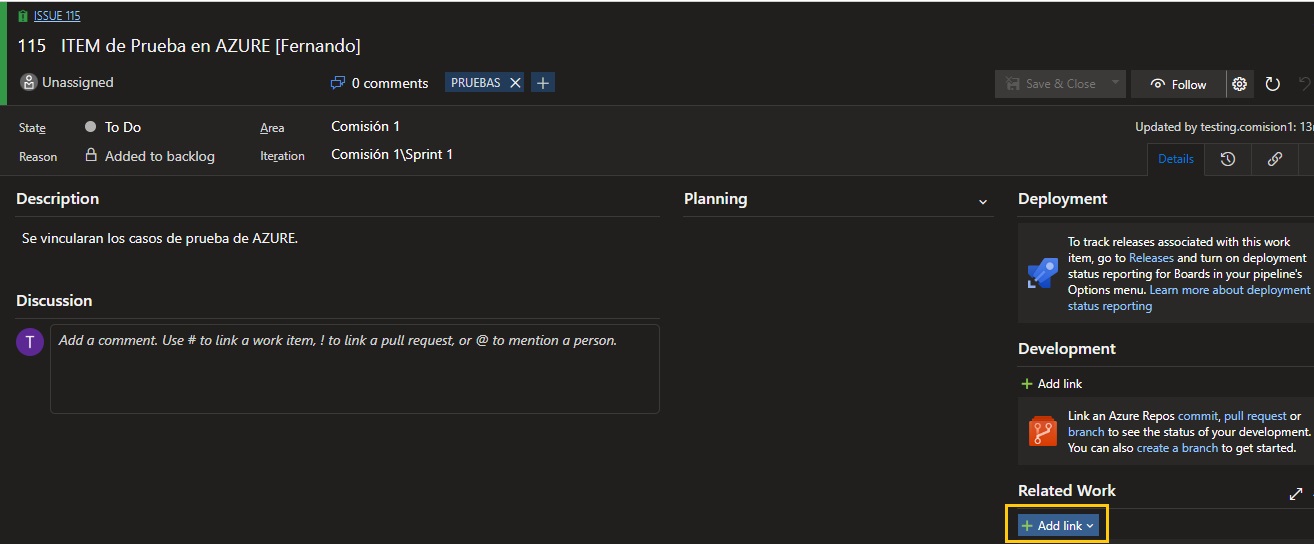 ISSUE 115
115 ITEM de Prueba en AZURE [Fernando]
Unassigned
0 comments
PRUEBAS
Save & Close
Follow
State
To Do
Area
Comisión 1
Updated by testing.comision1: 13
Reason
Added to backlog
Iteration
Comisión 1\Sprint 1
Details
Description
Se vincularan los casos de prueba de AZURE.
Discussion
T
Add a comment. Use # to link a work item, ! to link a pull request, or @ to mention a person.
Planning
Deployment
To track releases associated with this work
item, go to Releases and turn on deployment
status reporting for Boards in your pipeline's
Options menu. Learn more about deployment
status reporting
Development
+ Add link
Link an Azure Repos commit, pull request or
branch to see the status of your development.
You can also create a branch to get started.
Related Work
+ Add link